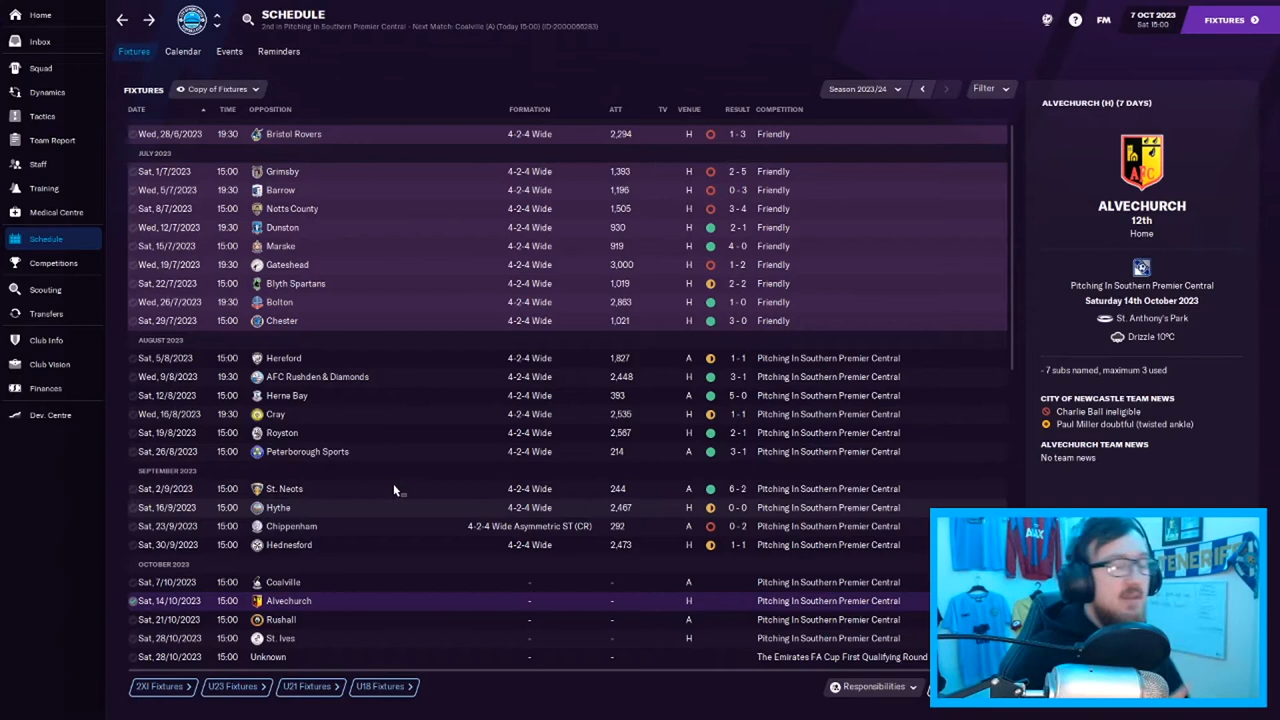 Home
Inbox
Squad
Dynamics
Tactics
Team Report
Staff
Training
Medical Centre
Schedule
Competitions
Scouting
Transfers
Club Info
Club Vision
Finances
Dev. Centre
SCHEDULE
2nd in Pitching In Southern Premier Central - Next Match: Coalville (A) (Today 15:00) (ID:2000066283)
FM
7 OCT 2023
Sat 15:00
FIXTURES
Fixtures Calendar Events Reminders
FIXTURES Copy of Fixtures Season 2023/24 Filter
DATE TIME OPPOSITION FORMATION ATT TV VENUE RESULT COMPETITION
Wed, 28/6/2023 19:30 Bristol Rovers 4-2-4 Wide 2,294 H 1 - 3 Friendly
JULY 2023
Sat, 1/7/2023 15:00 Grimsby 4-2-4 Wide 1,393 H 2 - 5 Friendly
Wed, 5/7/2023 19:30 Barrow 4-2-4 Wide 1,196 H 0 - 3 Friendly
Sat, 8/7/2023 15:00 Notts County 4-2-4 Wide 1,505 H 3 - 4 Friendly
Wed, 12/7/2023 19:30 Dunston 4-2-4 Wide 930 H 2 - 1 Friendly
Sat, 15/7/2023 15:00 Marske 4-2-4 Wide 919 H 4 - 0 Friendly
Wed, 19/7/2023 19:30 Gateshead 4-2-4 Wide 3,000 H 1 - 2 Friendly
Sat, 22/7/2023 15:00 Blyth Spartans 4-2-4 Wide 1,019 H 2 - 2 Friendly
Wed, 26/7/2023 19:30 Bolton 4-2-4 Wide 2,863 H 1 - 0 Friendly
Sat, 29/7/2023 15:00 Chester 4-2-4 Wide 1,021 H 3 - 0 Friendly
AUGUST 2023
Sat, 5/8/2023 15:00 Hereford 4-2-4 Wide 1,827 A 1 - 1 Pitching In Southern Premier Central
Wed, 9/8/2023 19:30 AFC Rushden & Diamonds 4-2-4 Wide 2,448 H 3 - 1 Pitching In Southern Premier Central
Sat, 12/8/2023 15:00 Herne Bay 4-2-4 Wide 393 A 5 - 0 Pitching In Southern Premier Central
Wed, 16/8/2023 19:30 Cray 4-2-4 Wide 2,535 H 1 - 1 Pitching In Southern Premier Central
Sat, 19/8/2023 15:00 Royston 4-2-4 Wide 2,567 H 2 - 1 Pitching In Southern Premier Central
Sat, 26/8/2023 15:00 Peterborough Sports 4-2-4 Wide 214 A 3 - 1 Pitching In Southern Premier Central
SEPTEMBER 2023
Sat, 2/9/2023 15:00 St. Neots 4-2-4 Wide 244 A 6 - 2 Pitching In Southern Premier Central
Sat, 16/9/2023 15:00 Hythe 4-2-4 Wide 2,467 H 0 - 0 Pitching In Southern Premier Central
Sat, 23/9/2023 15:00 Chippenham 4-2-4 Wide Asymmetric ST (CR) 292 A 0 - 2 Pitching In Southern Premier Central
Sat, 30/9/2023 15:00 Hednesford 4-2-4 Wide 2,473 H 1 - 1 Pitching In Southern Premier Central
OCTOBER 2023
Sat, 7/10/2023 15:00 Coalville - - A Pitching In Southern Premier Central
Sat, 14/10/2023 15:00 Alvechurch - - H Pitching In Southern Premier Central
Sat, 21/10/2023 15:00 Rushall - - A Pitching In Southern Premier Central
Sat, 28/10/2023 15:00 St. Ives - - H Pitching In Southern Premier Central
Sat, 28/10/2023 15:00 Unknown - - The Emirates FA Cup First Qualifying Round
2XI Fixtures U23 Fixtures U21 Fixtures U18 Fixtures Responsibilities
ALVECHURCH (H) (7 DAYS)
AFC
ALVECHURCH
12th
Home
Pitching In Southern Premier Central
Saturday 14th October 2023
St. Anthony's Park
Drizzle 10ºC
- 7 subs named, maximum 3 used
CITY OF NEWCASTLE TEAM NEWS
Charlie Ball ineligible
Paul Miller doubtful (twisted ankle)
ALVECHURCH TEAM NEWS
No team news
TENERIF